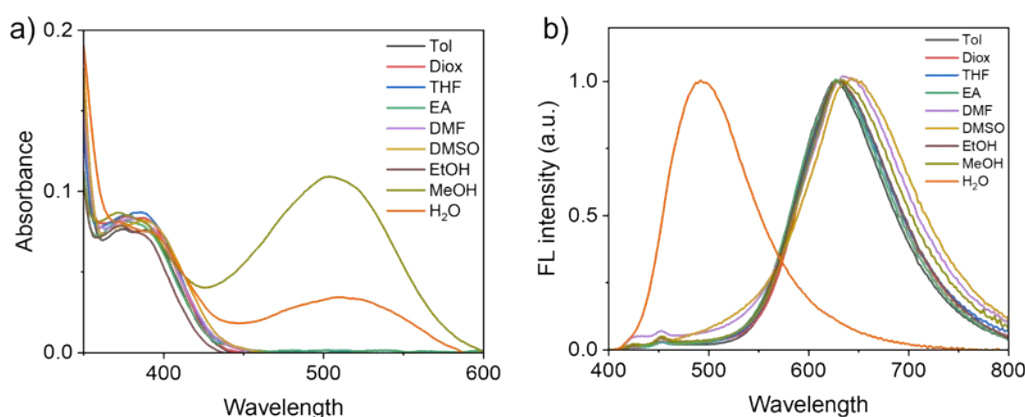 a)
0.2
0.1
0.0
Absorbance
Tol
Diox
THF
EA
DMF
DMSO
EtOH
MeOH
H₂O
400
500
600
Wavelength
b)
1.0
0.5
0.0
FL intensity (a.u.)
Tol
Diox
THF
EA
DMF
DMSO
EtOH
MeOH
H₂O
400
500
600
700
800
Wavelength